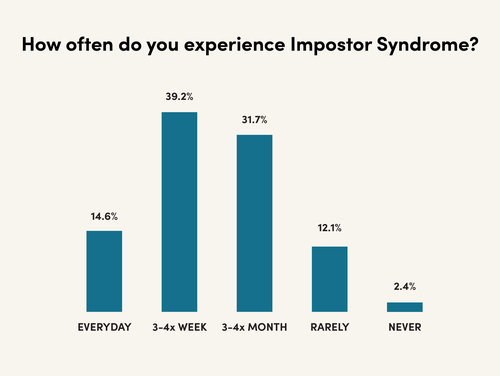 How often do you experience Impostor Syndrome?
39.2%
31.7%
14.6%
12.1%
2.4%
EVERYDAY 3-4x WEEK 3-4x MONTH RARELY NEVER